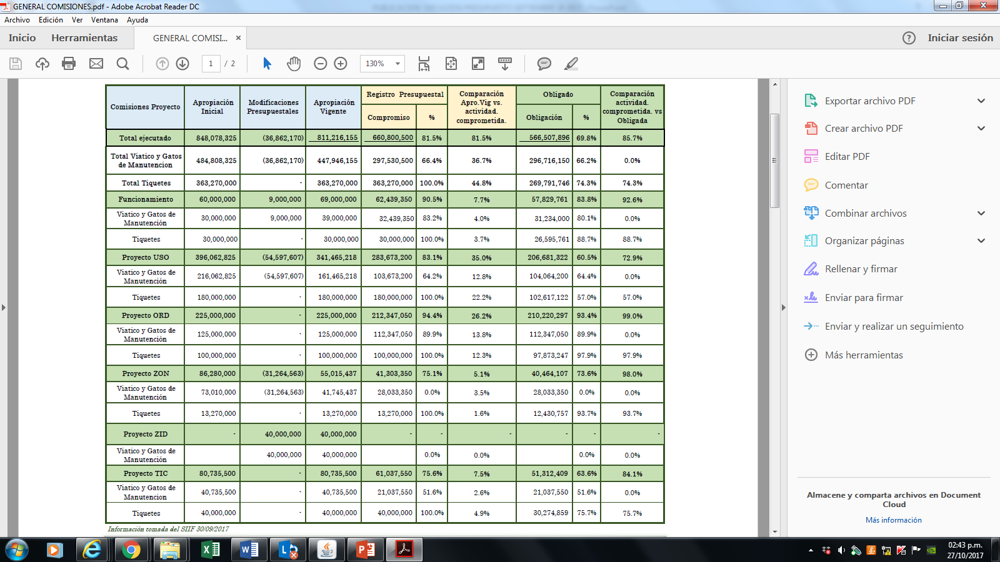 GENERAL COMISIONES.pdf - Adobe Acrobat Reader DC
Archivo Edición Ver Ventana Ayuda
Inicio Herramientas GENERAL COMISI... × ? Iniciar sesión
1 / 2 130%
Comisiones Proyecto Apropiación Inicial Modificaciones Presupuestales Apropiación Vigente Registro Presupuestal Comparación Apro.Vig vs. actividad. comprometida. Obligado Comparación actividad. comprometida. vs Obligada
Compromiso % Obligación %
Total ejecutado 848,078,325 (36,862,170) 811,216,155 660,800,500 81.5% 81.5% 566,507,896 69.8% 85.7%
Total Viatico y Gatos de Manutencion 484,808,325 (36,862,170) 447,946,155 297,530,500 66.4% 36.7% 296,716,150 66.2% 0.0%
Total Tiquetes 363,270,000 - 363,270,000 363,270,000 100.0% 44.8% 269,791,746 74.3% 74.3%
Funcionamiento 60,000,000 9,000,000 69,000,000 62,439,350 90.5% 7.7% 57,829,761 83.8% 92.6%
Viatico y Gatos de Manutención 30,000,000 9,000,000 39,000,000 32,439,350 83.2% 4.0% 31,234,000 80.1% 0.0%
Tiquetes 30,000,000 - 30,000,000 30,000,000 100.0% 3.7% 26,595,761 88.7% 88.7%
Proyecto USO 396,062,825 (54,597,607) 341,465,218 283,673,200 83.1% 35.0% 206,681,322 60.5% 72.9%
Viatico y Gatos de Manutención 216,062,825 (54,597,607) 161,465,218 103,673,200 64.2% 12.8% 104,064,200 64.4% 0.0%
Tiquetes 180,000,000 - 180,000,000 180,000,000 100.0% 22.2% 102,617,122 57.0% 57.0%
Proyecto ORD 225,000,000 - 225,000,000 212,347,050 94.4% 26.2% 210,220,297 93.4% 99.0%
Viatico y Gatos de Manutención 125,000,000 - 125,000,000 112,347,050 89.9% 13.8% 112,347,050 89.9% 0.0%
Tiquetes 100,000,000 - 100,000,000 100,000,000 100.0% 12.3% 97,873,247 97.9% 97.9%
Proyecto ZON 86,280,000 (31,264,563) 55,015,437 41,303,350 75.1% 5.1% 40,464,107 73.6% 98.0%
Viatico y Gatos de Manutención 73,010,000 (31,264,563) 41,745,437 28,033,350 0.0% 3.5% 28,033,350 0.0% 0.0%
Tiquetes 13,270,000 - 13,270,000 13,270,000 100.0% 1.6% 12,430,757 93.7% 93.7%
Proyecto ZID - 40,000,000 40,000,000 - - - - - -
Viatico y Gatos de Manutención 40,000,000 40,000,000 0.0% 0.0% 0.0% 0.0%
Proyecto TIC 80,735,500 - 80,735,500 61,037,550 75.6% 7.5% 51,312,409 63.6% 84.1%
Viatico y Gatos de Manutencion 40,735,500 - 40,735,500 21,037,550 51.6% 2.6% 21,037,550 51.6% 0.0%
Tiquetes 40,000,000 - 40,000,000 40,000,000 100.0% 4.9% 30,274,859 75.7% 75.7%
Información tomada del SIIF 30/09/2017
Exportar archivo PDF
Crear archivo PDF
Editar PDF
Comentar
Combinar archivos
Organizar páginas
Rellenar y firmar
Enviar para firmar
Enviar y realizar un seguimiento
Más herramientas
Almacene y comparta archivos en Document
Cloud
Más información
02:43 p.m.
27/10/2017